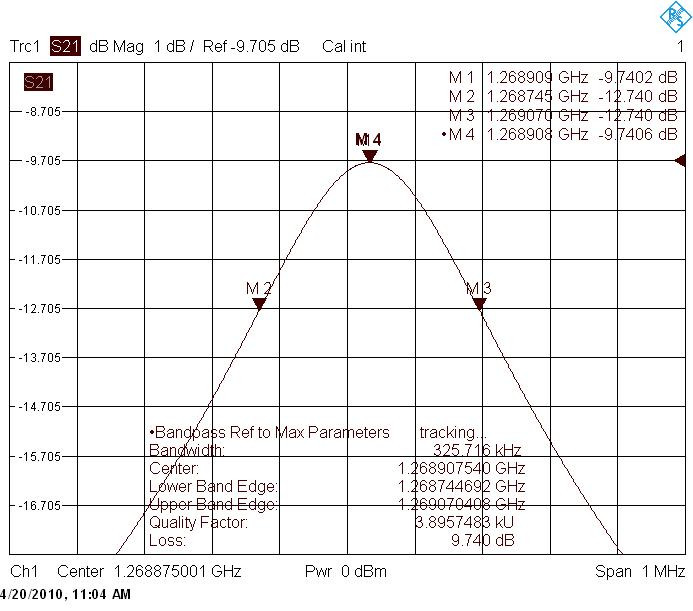 Trc1 S21 dB Mag 1 dB / Ref -9.705 dB Cal int 1
S21
M 1 1.268909 GHz -9.7402 dB
M 2 1.268745 GHz -12.740 dB
M 3 1.269070 GHz -12.740 dB
•M 4 1.268908 GHz -9.7406 dB
-8.705
M 4
-9.705
-10.705
-11.705
M 2 M 3
-12.705
-13.705
-14.705
•Bandpass Ref to Max Parameters tracking...
Bandwidth: 325.716 kHz
-15.705
Center: 1.268907540 GHz
Lower Band Edge: 1.268744692 GHz
Upper Band Edge: 1.269070408 GHz
-16.705
Quality Factor: 3.8957483 kU
Loss: 9.740 dB
Ch1 Center 1.268875001 GHz Pwr 0 dBm Span 1 MHz
4/20/2010, 11:04 AM